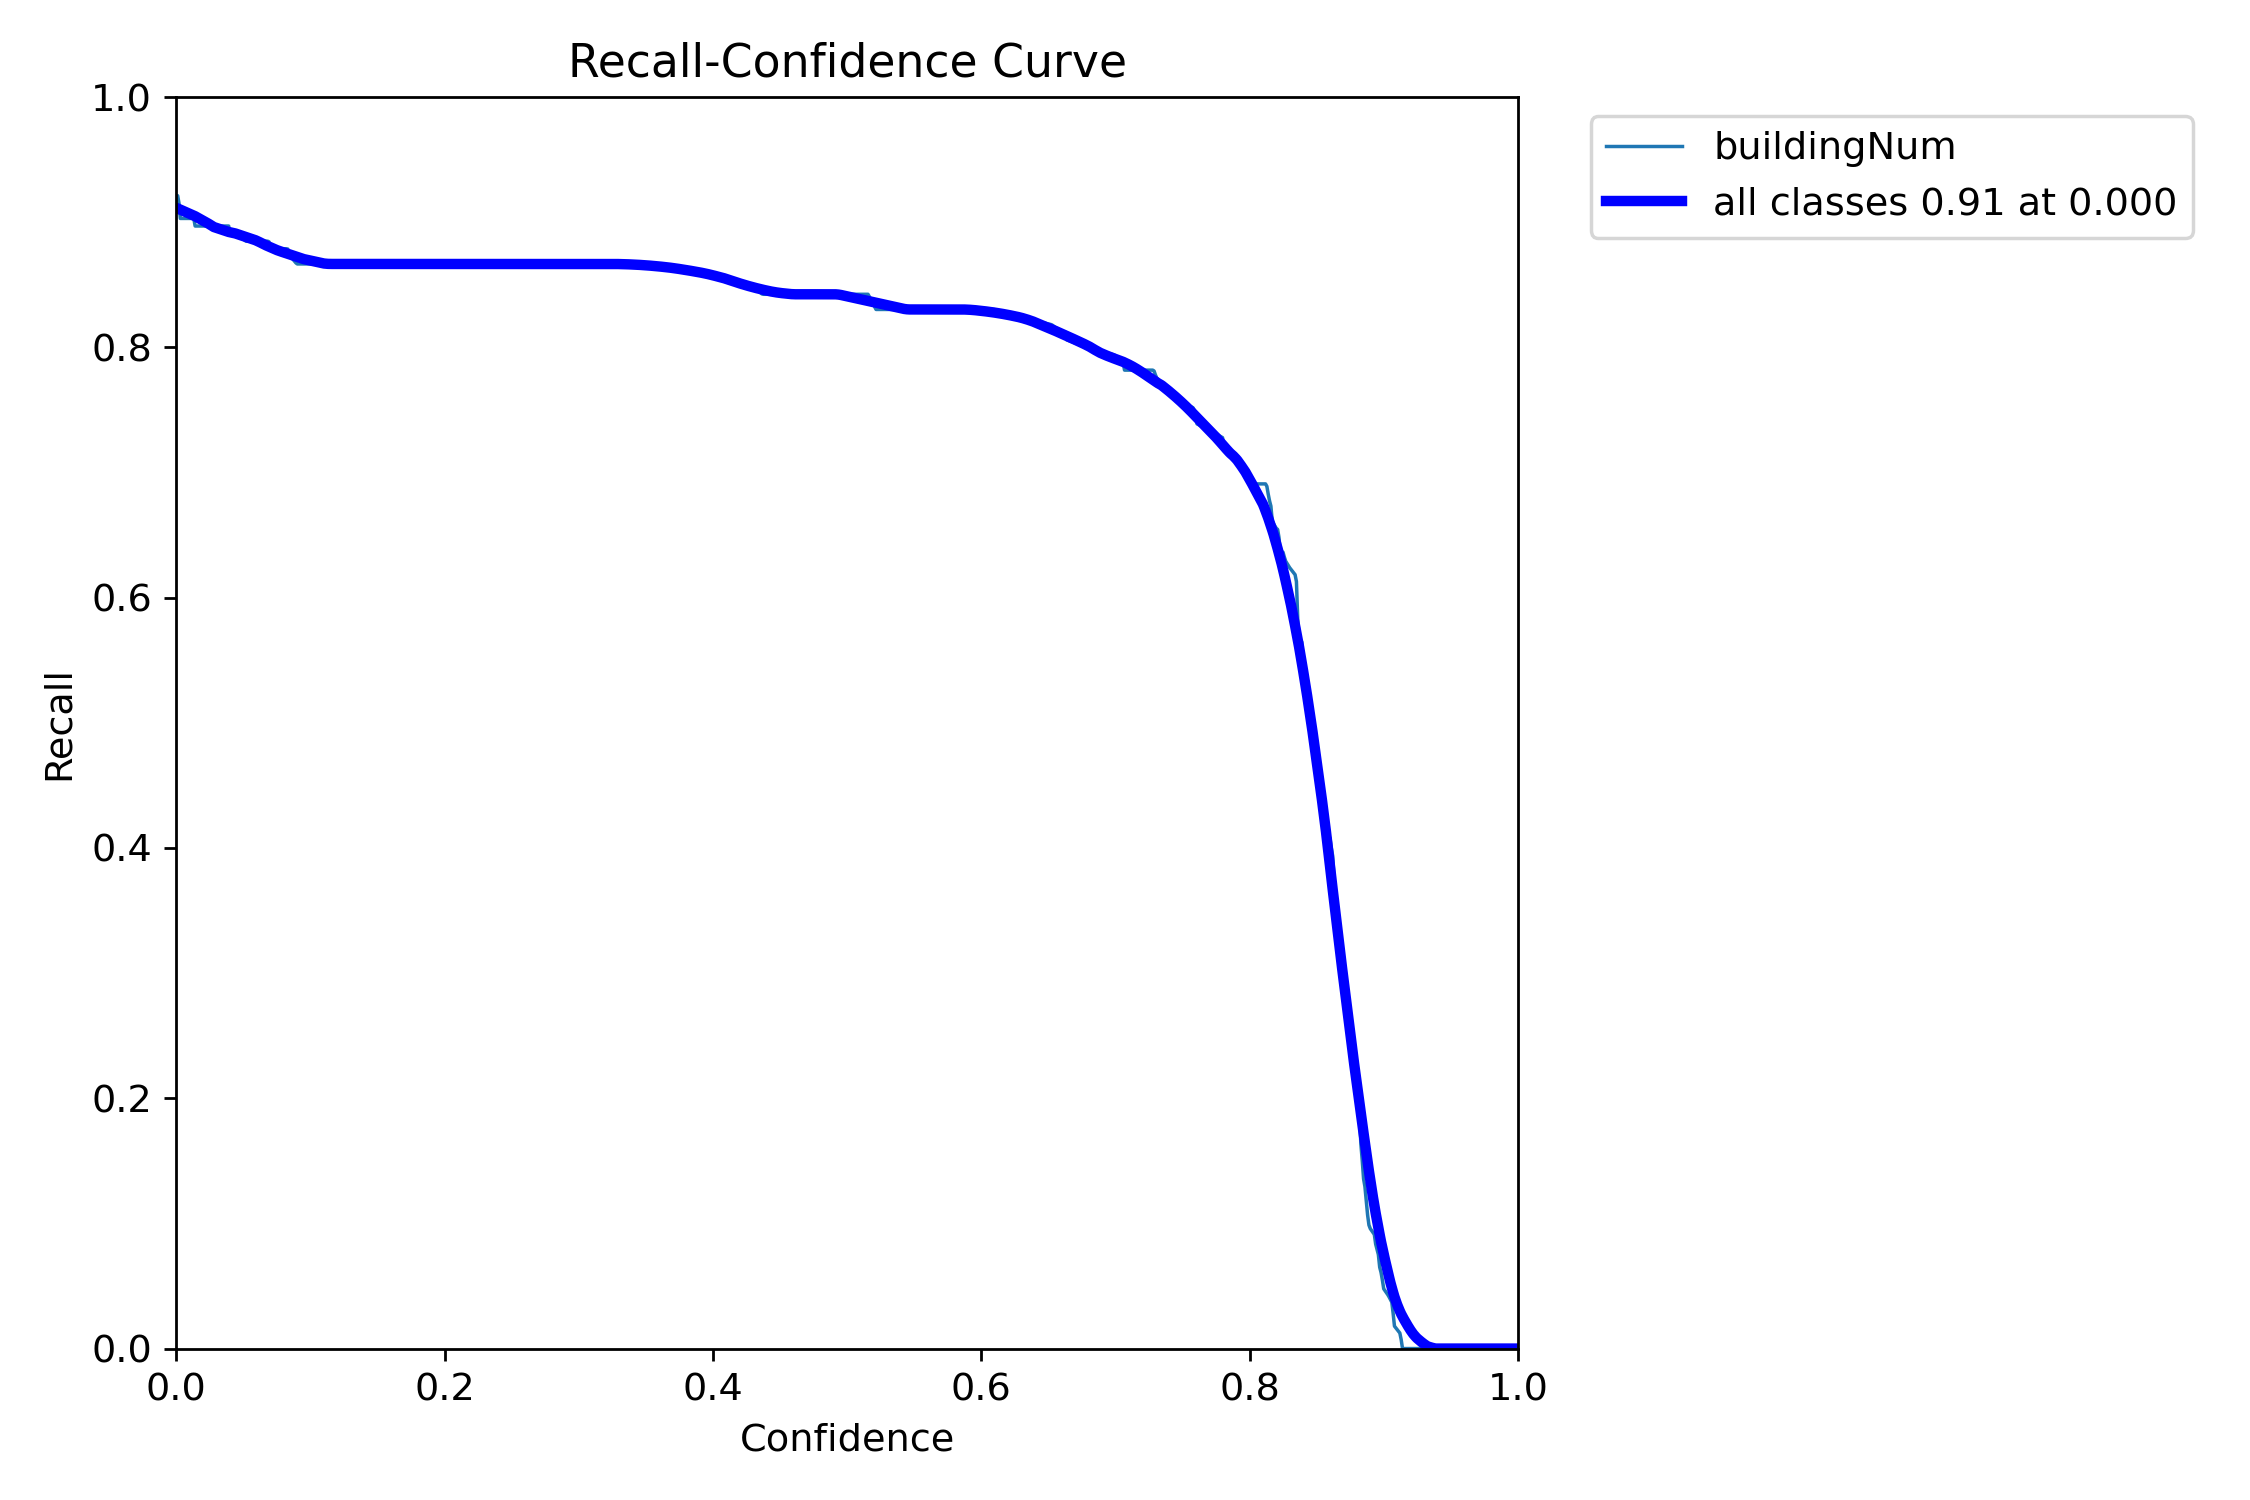 Recall-Confidence Curve
1.0
0.8
0.6
0.4
0.2
0.0
Recall
0.0 0.2 0.4 0.6 0.8 1.0
Confidence
buildingNum
all classes 0.91 at 0.000